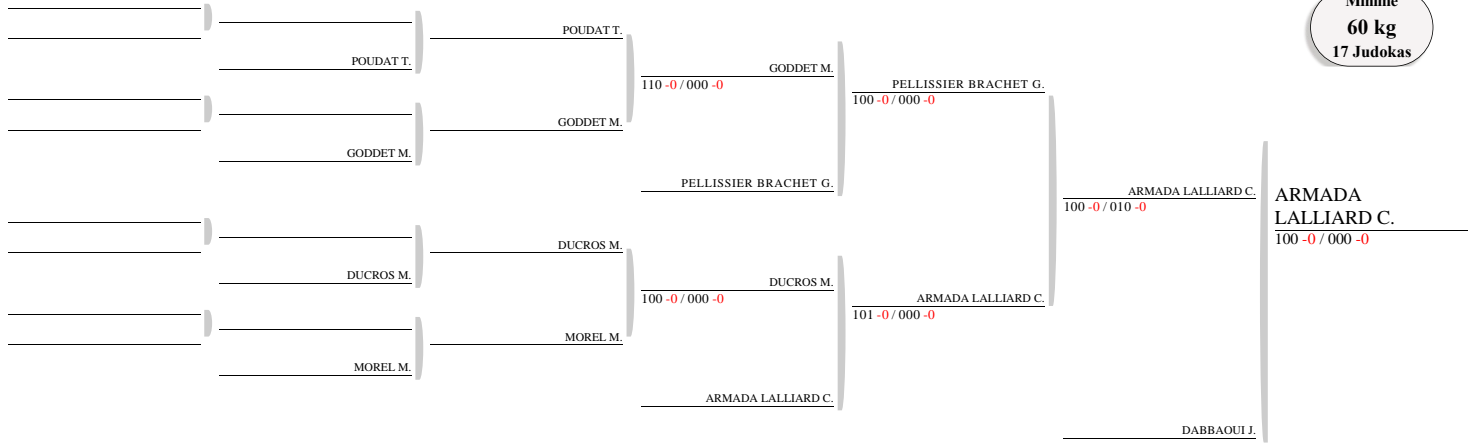 Minime
60 kg
17 Judokas
POUDAT T.
POUDAT T.
GODDET M.
110 -0 / 000 -0
PELLISSIER BRACHET G.
100 -0 / 000 -0
GODDET M.
GODDET M.
PELLISSIER BRACHET G.
ARMADA LALLIARD C.
100 -0 / 010 -0
ARMADA
LALLIARD C.
100 -0 / 000 -0
DUCROS M.
DUCROS M.
DUCROS M.
100 -0 / 000 -0
ARMADA LALLIARD C.
101 -0 / 000 -0
MOREL M.
MOREL M.
ARMADA LALLIARD C.
DABBAOUI J.